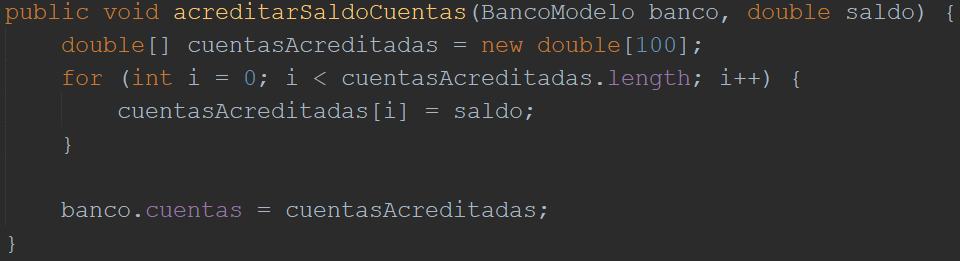 public void acreditarSaldoCuentas(BancoModelo banco, double saldo) {
    double[] cuentasAcreditadas = new double[100];
    for (int i = 0; i < cuentasAcreditadas.length; i++) {
        cuentasAcreditadas[i] = saldo;
    }

    banco.cuentas = cuentasAcreditadas;
}